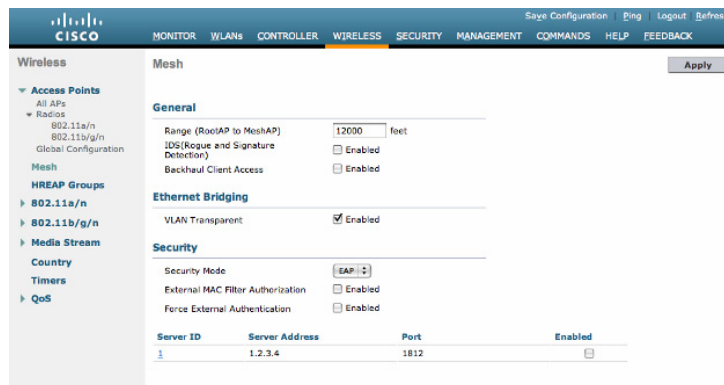 Save Configuration | Ping | Logout | Refres
CISCO
MONITOR WLANs CONTROLLER WIRELESS SECURITY MANAGEMENT COMMANDS HELP FEEDBACK
Wireless
Access Points
All APs
Radios
802.11a/n
802.11b/g/n
Global Configuration
Mesh
HREAP Groups
802.11a/n
802.11b/g/n
Media Stream
Country
Timers
QoS
Mesh
Apply
General
Range (RootAP to MeshAP) 12000 feet
IDS(Rogue and Signature
Detection) Enabled
Backhaul Client Access Enabled
Ethernet Bridging
VLAN Transparent Enabled
Security
Security Mode EAP
External MAC Filter Authorization Enabled
Force External Authentication Enabled
Server ID Server Address Port Enabled
1 1.2.3.4 1812